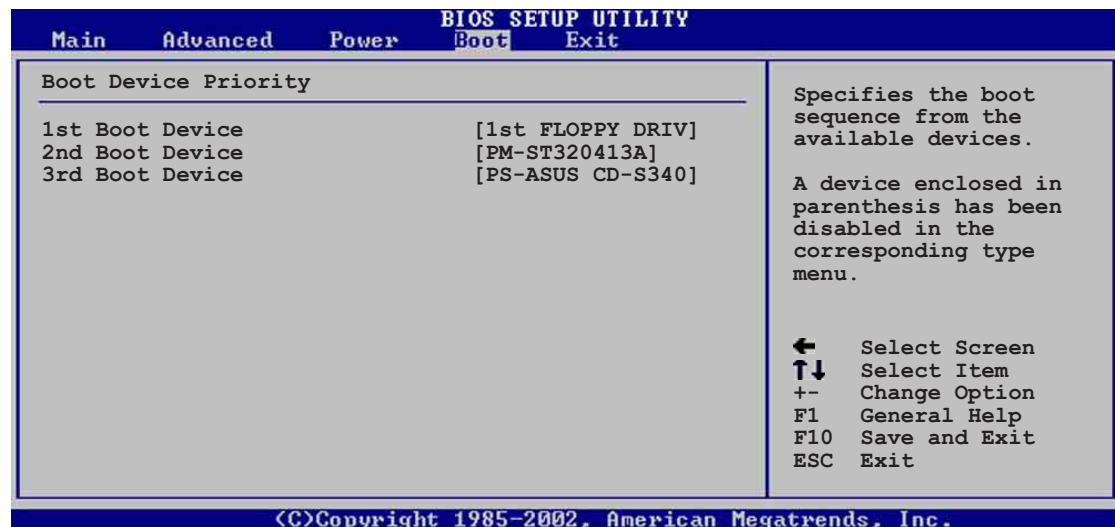 BIOS SETUP UTILITY
Main Advanced Power Boot Exit
Boot Device Priority
1st Boot Device [1st FLOPPY DRIV]
2nd Boot Device [PM-ST320413A]
3rd Boot Device [PS-ASUS CD-S340]
Specifies the boot
sequence from the
available devices.
A device enclosed in
parenthesis has been
disabled in the
corresponding type
menu.
← Select Screen
↑↓ Select Item
+- Change Option
F1 General Help
F10 Save and Exit
ESC Exit
(C)Copyright 1985-2002, American Megatrends, Inc.